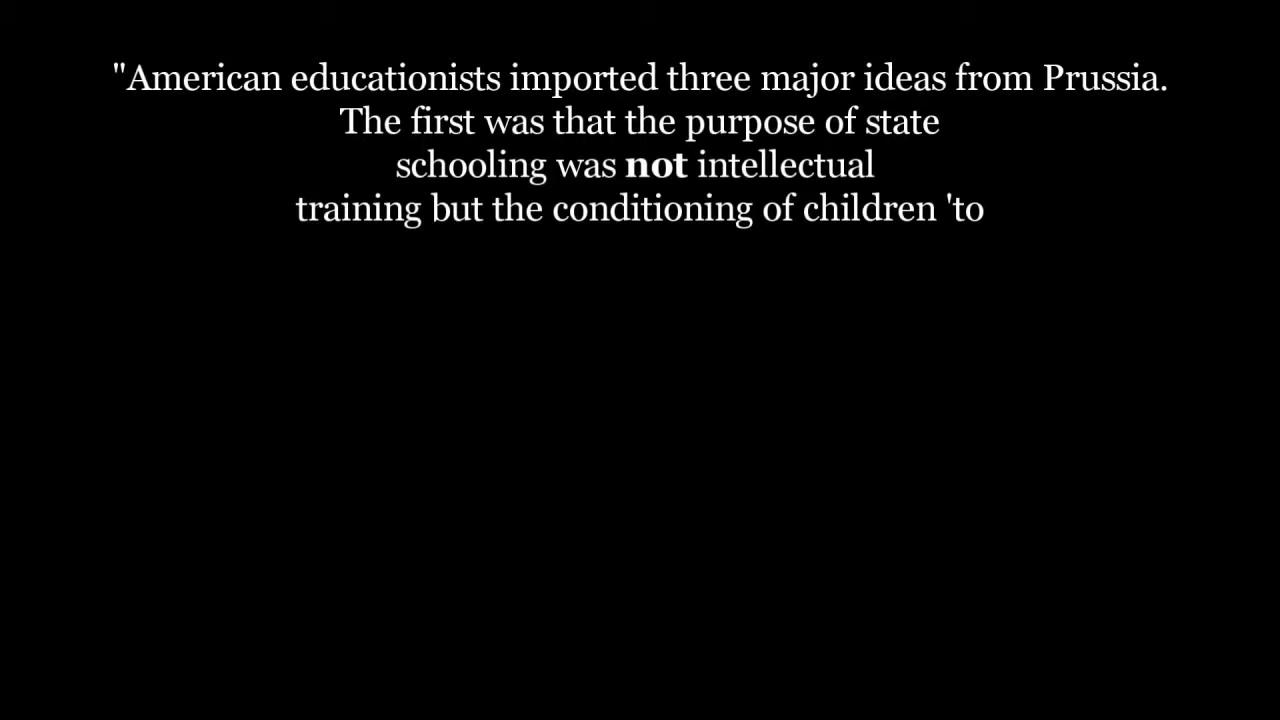 "American educationists imported three major ideas from Prussia.
The first was that the purpose of state
schooling was not intellectual
training but the conditioning of children 'to